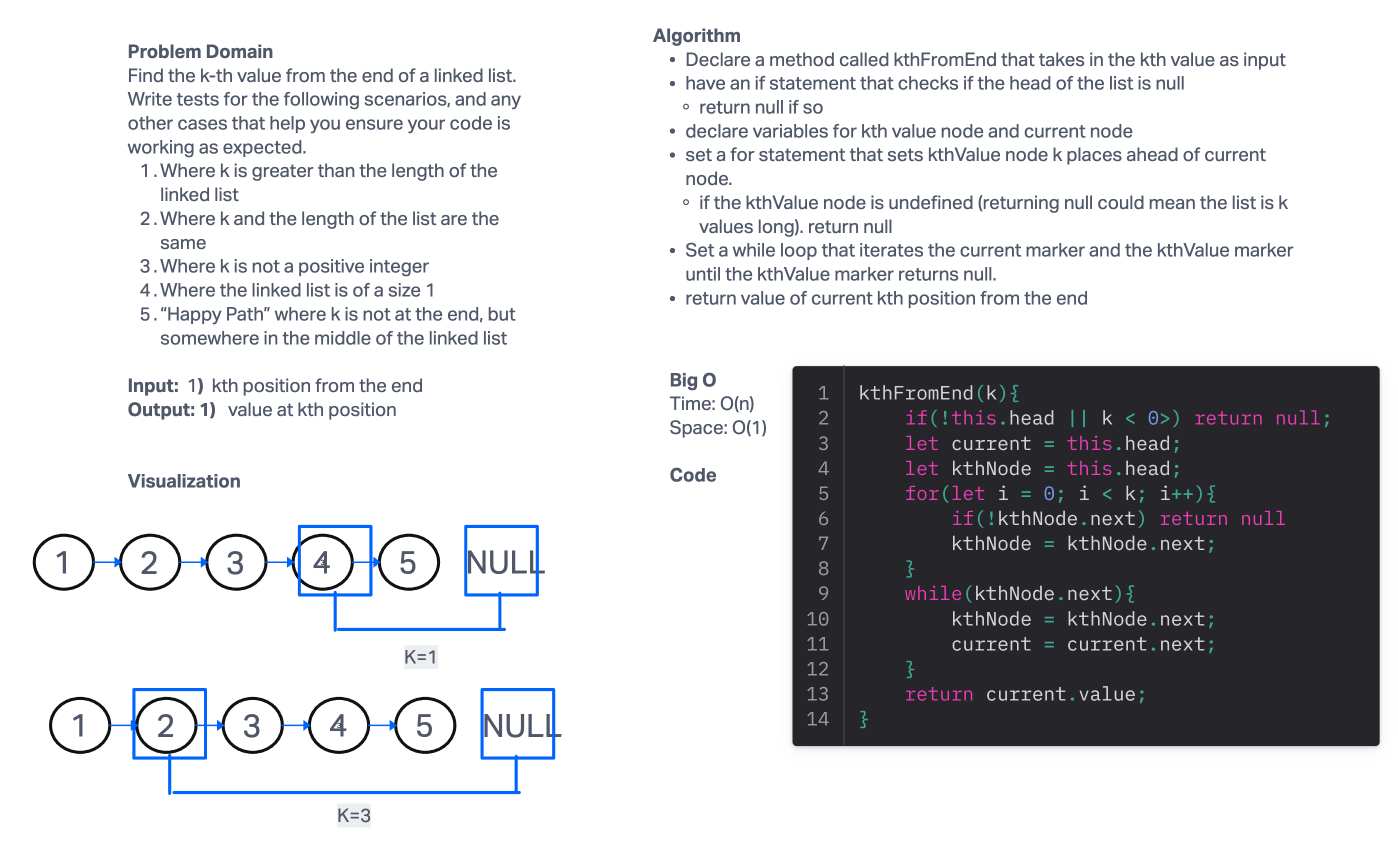 Problem Domain
Find the k-th value from the end of a linked list.
Write tests for the following scenarios, and any
other cases that help you ensure your code is
working as expected.
1. Where k is greater than the length of the
linked list
2. Where k and the length of the list are the
same
3. Where k is not a positive integer
4. Where the linked list is of a size 1
5. “Happy Path” where k is not at the end, but
somewhere in the middle of the linked list
Input: 1) kth position from the end
Output: 1) value at kth position
Visualization
1 2 3 4 5 NULL
K=1
1 2 3 4 5 NULL
K=3
Algorithm
• Declare a method called kthFromEnd that takes in the kth value as input
• have an if statement that checks if the head of the list is null
◦ return null if so
• declare variables for kth value node and current node
• set a for statement that sets kthValue node k places ahead of current
node.
◦ if the kthValue node is undefined (returning null could mean the list is k
values long). return null
• Set a while loop that iterates the current marker and the kthValue marker
until the kthValue marker returns null.
• return value of current kth position from the end
Big O
Time: O(n)
Space: O(1)
Code
1 kthFromEnd(k){
2     if(!this.head || k < 0>) return null;
3     let current = this.head;
4     let kthNode = this.head;
5     for(let i = 0; i < k; i++){
6         if(!kthNode.next) return null
7         kthNode = kthNode.next;
8     }
9     while(kthNode.next){
10         kthNode = kthNode.next;
11         current = current.next;
12     }
13     return current.value;
14 }